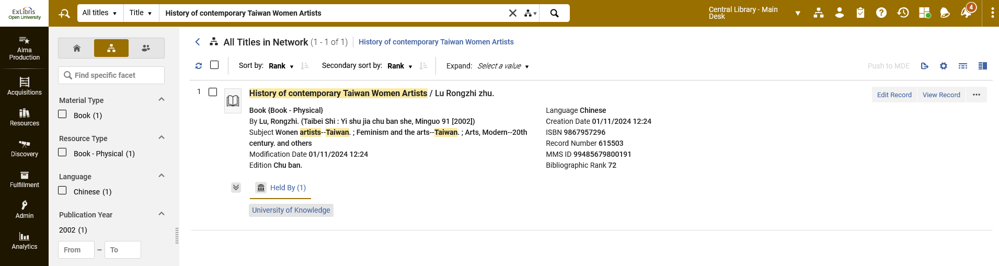 ExLibris
Open University
All titles
Title
History of contemporary Taiwan Women Artists
Central Library - Main
Desk
4
Alma
Production
Acquisitions
Resources
Discovery
Fulfillment
Admin
Analytics
Find specific facet
Material Type
Book (1)
Resource Type
Book - Physical (1)
Language
Chinese (1)
Publication Year
2002 (1)
From – To
All Titles in Network (1 - 1 of 1) History of contemporary Taiwan Women Artists
Sort by: Rank Secondary sort by: Rank Expand: Select a value
Push to MDE
1
History of contemporary Taiwan Women Artists / Lu Rongzhi zhu.
Edit Record View Record
Book {Book - Physical}
By Lu, Rongzhi. (Taibei Shi : Yi shu jia chu ban she, Minguo 91 [2002])
Subject Wonen artists--Taiwan. ; Feminism and the arts--Taiwan. ; Arts, Modern--20th
century. and others
Modification Date 01/11/2024 12:24
Edition Chu ban.
Language Chinese
Creation Date 01/11/2024 12:24
ISBN 9867957296
Record Number 615503
MMS ID 99485679800191
Bibliographic Rank 72
Held By (1)
University of Knowledge